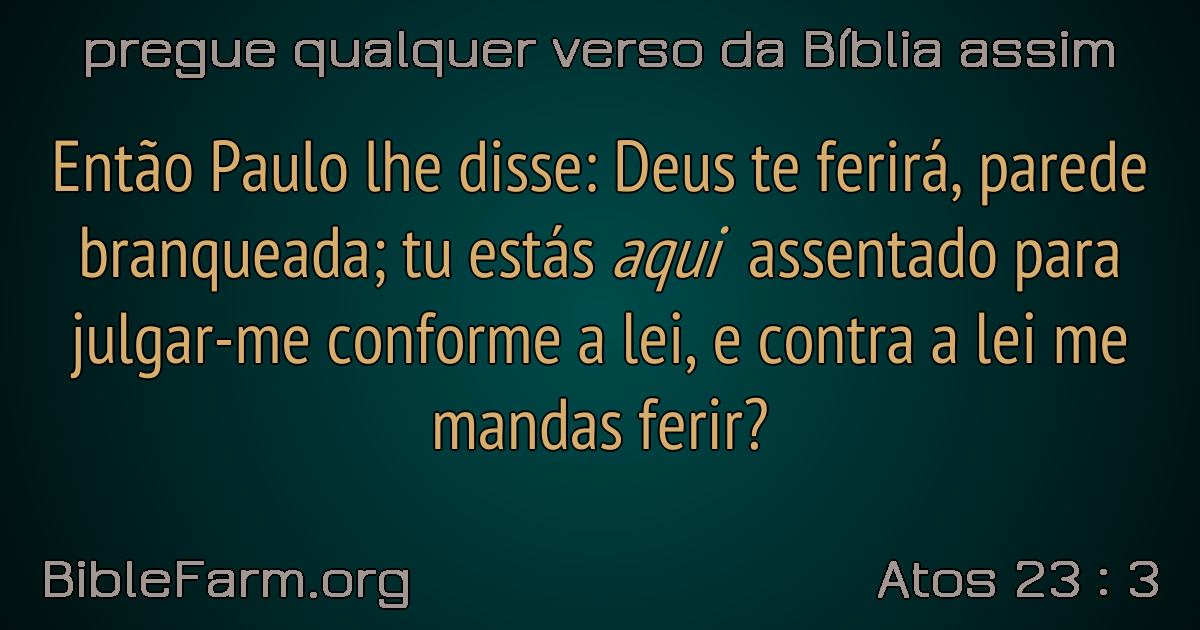 pregue qualquer verso da Bíblia assim
Então Paulo lhe disse: Deus te ferirá, parede
branqueada; tu estás aqui assentado para
julgar-me conforme a lei, e contra a lei me
mandas ferir?
BibleFarm.org
Atos 23 : 3